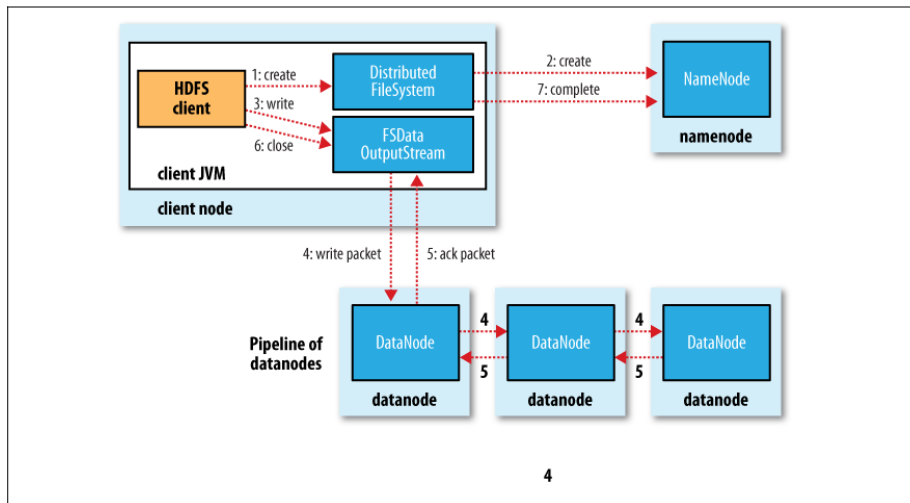 1: create
HDFS
client
3: write
6: close
Distributed
FileSystem
FSData
OutputStream
client JVM
client node
2: create
7: complete
NameNode
namenode
4: write packet
5: ack packet
Pipeline of
datanodes
DataNode
4
5
DataNode
4
5
DataNode
datanode
datanode
datanode
4